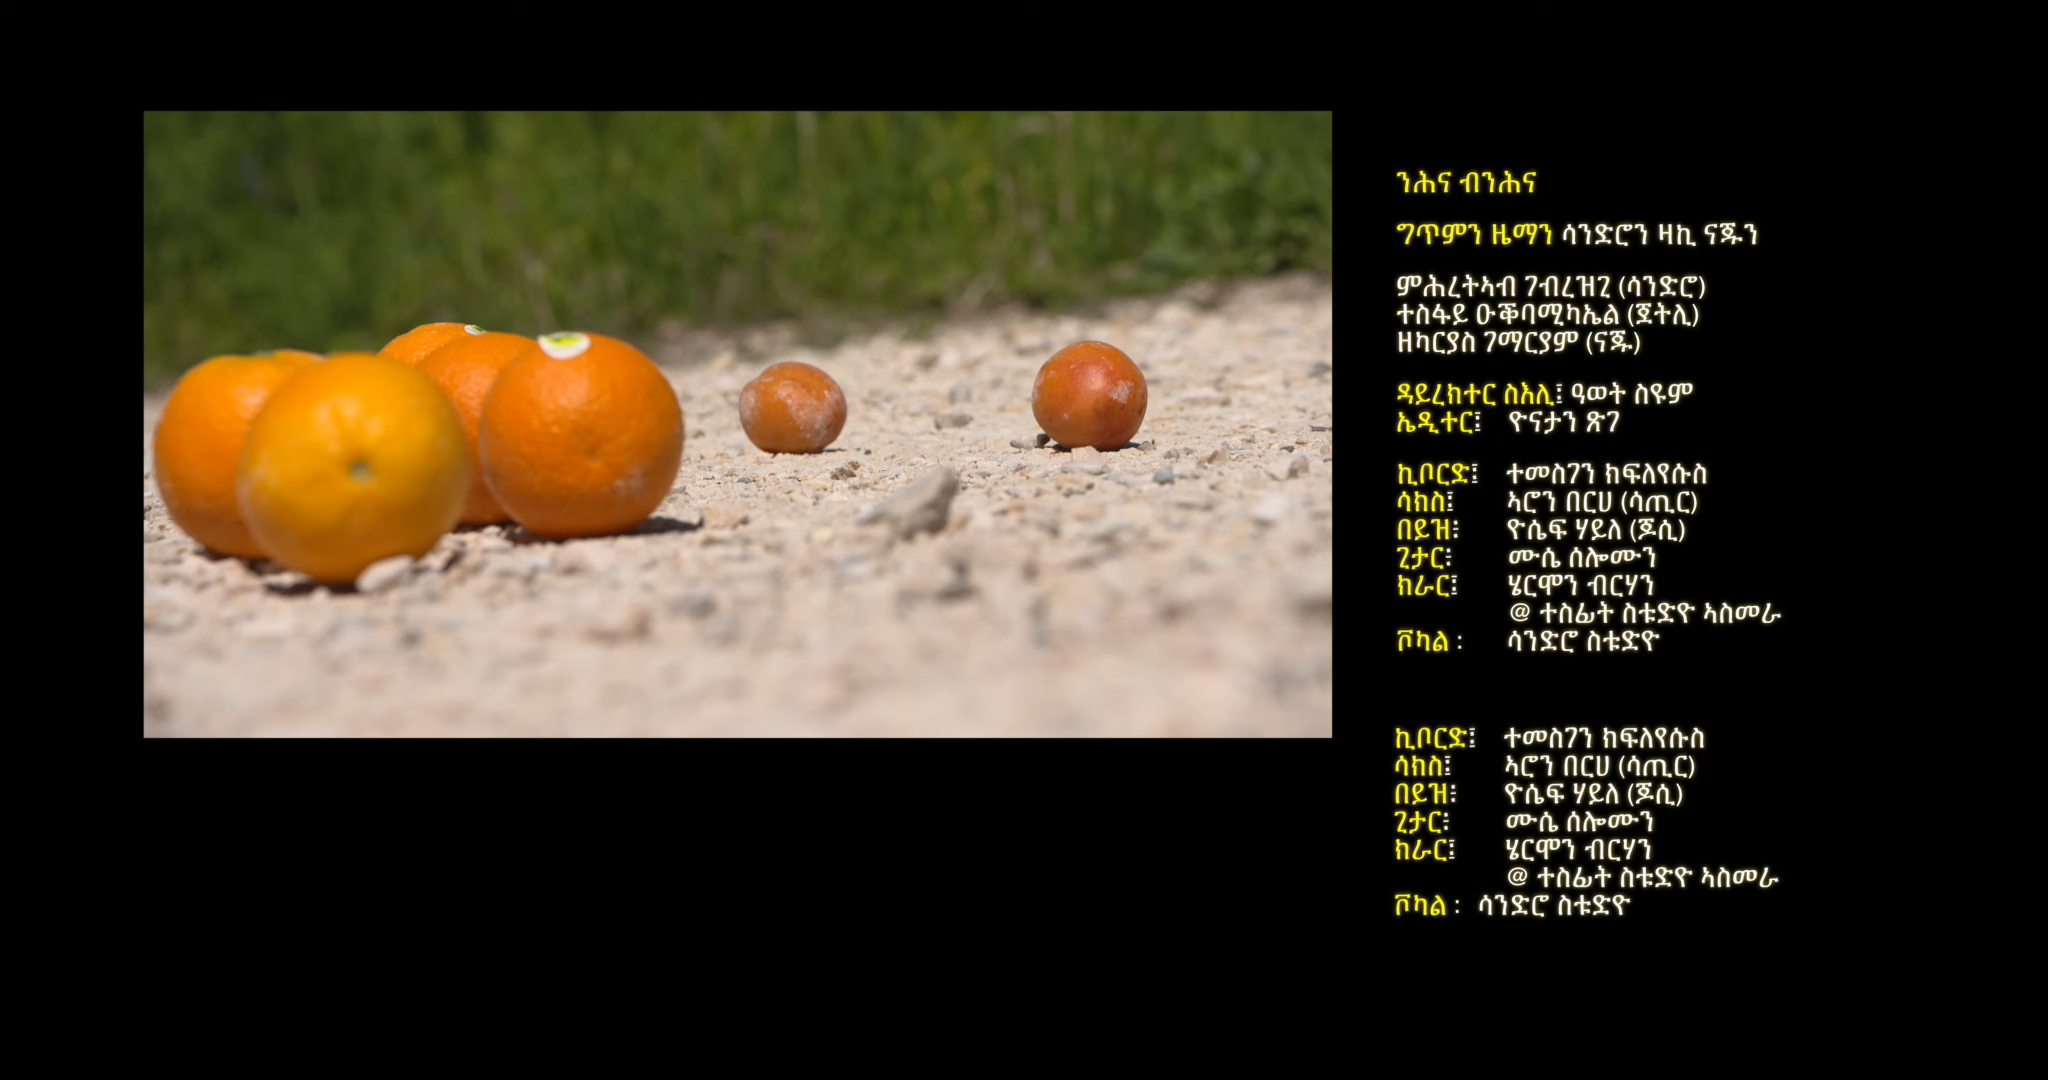 ንሕና ብንሕና
ግጥምን ዜማን ሳንድሮን ዛኪ ናጁን
ምሕረትኣብ ገብረዝጊ (ሳንድሮ)
ተስፋይ ዑቕባሚካኤል (ጀትሊ)
ዘካርያስ ገማርያም (ናጁ)
ዳይረክተር ስእሊ፤ ዓወት ስዩም
ኤዲተር፤ ዮናታን ጽገ
ኪቦርድ፤ ተመስገን ክፍለየሱስ
ሳክስ፤ ኣሮን በርሀ (ሳጢር)
በይዝ፡ ዮሴፍ ሃይለ (ጆሲ)
ጊታር፡ ሙሴ ሰሎሙን
ክራር፤ ሄርሞን ብርሃን
@ ተስፊት ስቱድዮ ኣስመራ
ቮካል : ሳንድሮ ስቱድዮ
ኪቦርድ፤ ተመስገን ክፍለየሱስ
ሳክስ፤ ኣሮን በርሀ (ሳጢር)
በይዝ፡ ዮሴፍ ሃይለ (ጆሲ)
ጊታር፡ ሙሴ ሰሎሙን
ክራር፤ ሄርሞን ብርሃን
@ ተስፊት ስቱድዮ ኣስመራ
ቮካል : ሳንድሮ ስቱድዮ